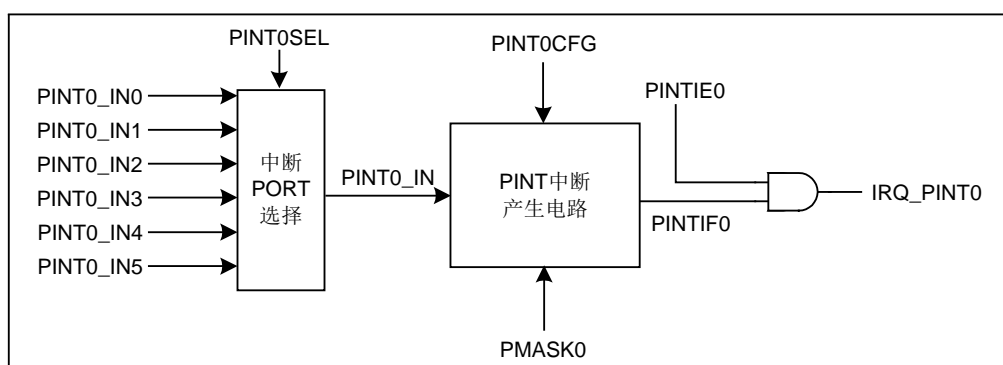 PINT0SEL
PINT0CFG
PINTIE0
PINT0_IN0
PINT0_IN1
PINT0_IN2
PINT0_IN3
PINT0_IN4
PINT0_IN5
中断
PORT
选择
PINT0_IN
PINT中断
产生电路
PINTIF0
IRQ_PINT0
PMASK0